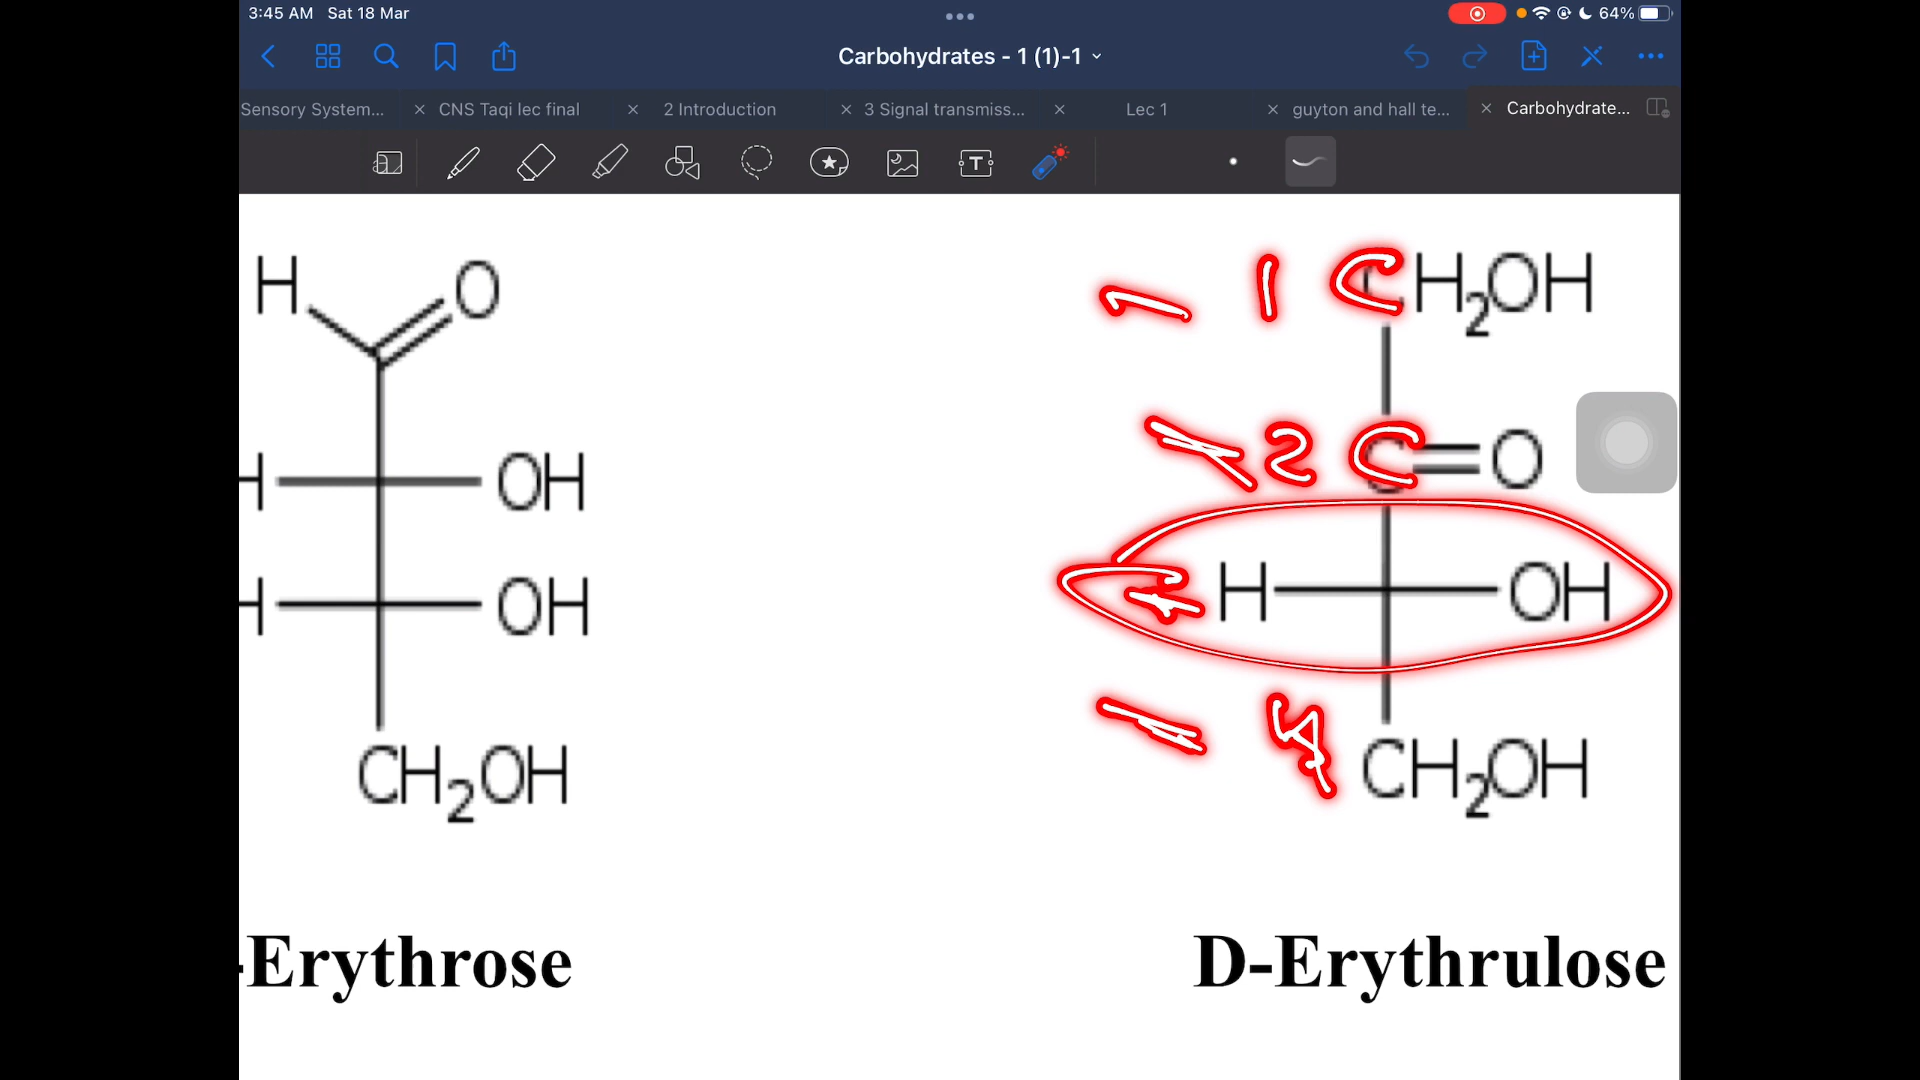 3:45 AM Sat 18 Mar
64%
Carbohydrates - 1 (1)-1
Sensory System...
CNS Taqi lec final
2 Introduction
3 Signal transmiss...
Lec 1
guyton and hall te...
Carbohydrate...
H O
H OH
H OH
CH₂OH
-Erythrose
1 CH₂OH
2 C=O
H OH
4 CH₂OH
D-Erythrulose